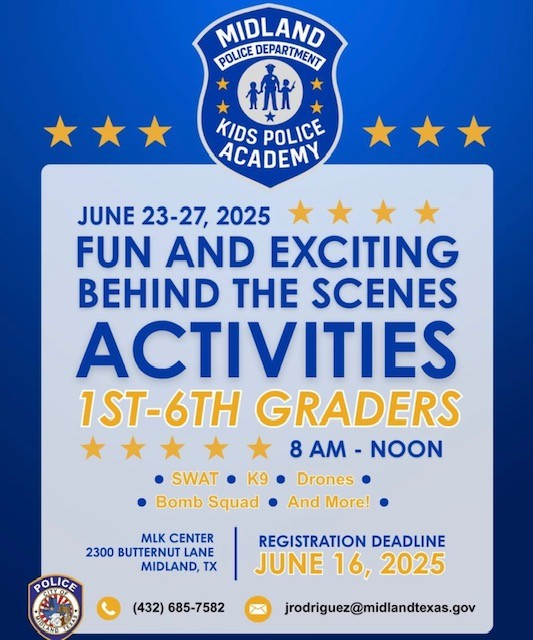 MIDLAND
POLICE DEPARTMENT
KIDS POLICE
ACADEMY
JUNE 23-27, 2025
FUN AND EXCITING
BEHIND THE SCENES
ACTIVITIES
1ST-6TH GRADERS
8 AM - NOON
• SWAT • K9 • Drones •
• Bomb Squad • And More! •
MLK CENTER
2300 BUTTERNUT LANE
MIDLAND, TX
REGISTRATION DEADLINE
JUNE 16, 2025
POLICE
CITY OF
MIDLAND TEXAS
(432) 685-7582
jrodriguez@midlandtexas.gov